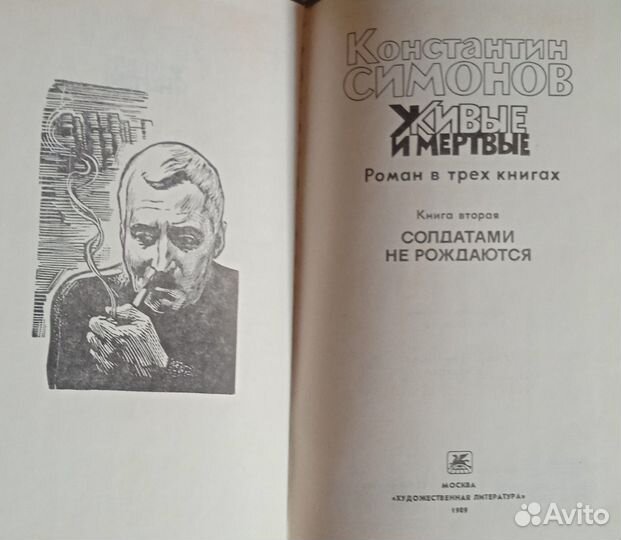 Константин
СИМОНОВ
ЖИВЫЕ
И МЕРТВЫЕ
Роман в трех книгах
Книга вторая
СОЛДАТАМИ
НЕ РОЖДАЮТСЯ
МОСКВА
«ХУДОЖЕСТВЕННАЯ ЛИТЕРАТУРА»
1989
Avito